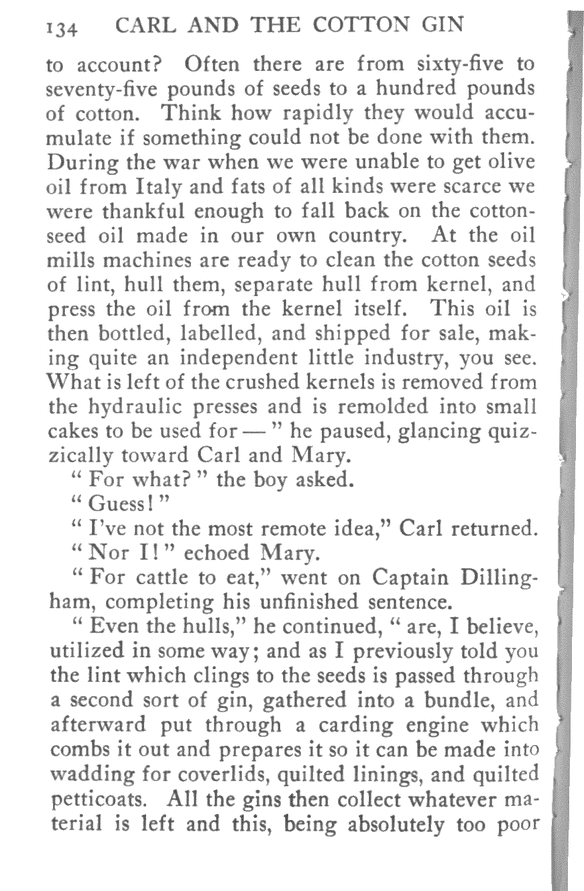 134 CARL AND THE COTTON GIN
to account? Often there are from sixty-five to
seventy-five pounds of seeds to a hundred pounds
of cotton. Think how rapidly they would accu-
mulate if something could not be done with them.
During the war when we were unable to get olive
oil from Italy and fats of all kinds were scarce we
were thankful enough to fall back on the cotton-
seed oil made in our own country. At the oil
mills machines are ready to clean the cotton seeds
of lint, hull them, separate hull from kernel, and
press the oil from the kernel itself. This oil is
then bottled, labelled, and shipped for sale, mak-
ing quite an independent little industry, you see.
What is left of the crushed kernels is removed from
the hydraulic presses and is remolded into small
cakes to be used for — " he paused, glancing quiz-
zically toward Carl and Mary.
" For what? " the boy asked.
" Guess! "
" I've not the most remote idea," Carl returned.
" Nor I! " echoed Mary.
" For cattle to eat," went on Captain Dilling-
ham, completing his unfinished sentence.
" Even the hulls," he continued, " are, I believe,
utilized in some way; and as I previously told you
the lint which clings to the seeds is passed through
a second sort of gin, gathered into a bundle, and
afterward put through a carding engine which
combs it out and prepares it so it can be made into
wadding for coverlids, quilted linings, and quilted
petticoats. All the gins then collect whatever ma-
terial is left and this, being absolutely too poor